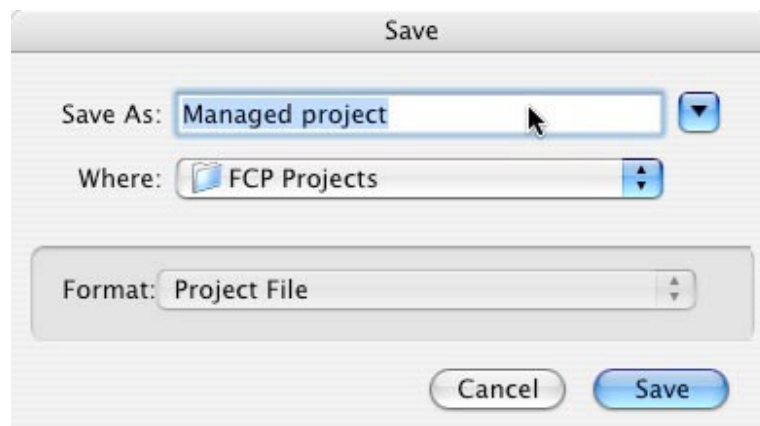 Save
Save As: Managed project
Where: FCP Projects
Format: Project File
Cancel Save